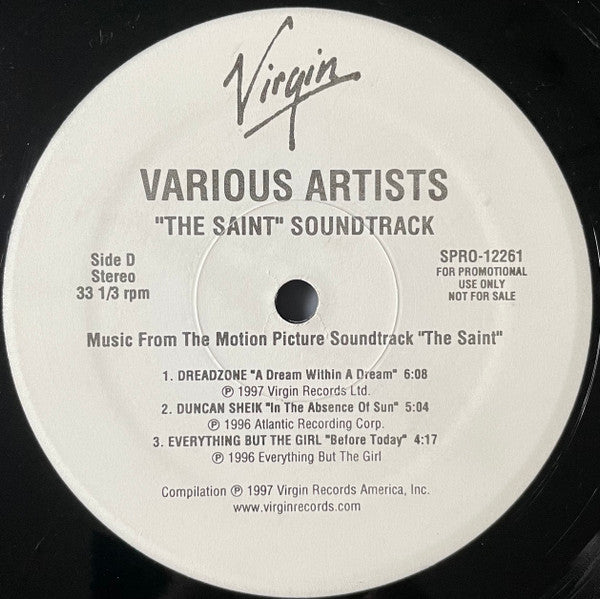 Virgin
VARIOUS ARTISTS
"THE SAINT" SOUNDTRACK
Side D
Stereo
33 1/3 rpm
SPRO-12261
FOR PROMOTIONAL
USE ONLY
NOT FOR SALE
Music From The Motion Picture Soundtrack "The Saint"
1. DREADZONE "A Dream Within A Dream" 6:08
℗ 1997 Virgin Records Ltd.
2. DUNCAN SHEIK "In The Absence Of Sun" 5:04
℗ 1996 Atlantic Recording Corp.
3. EVERYTHING BUT THE GIRL "Before Today" 4:17
℗ 1996 Everything But The Girl
Compilation ℗ 1997 Virgin Records America, Inc.
www.virginrecords.com